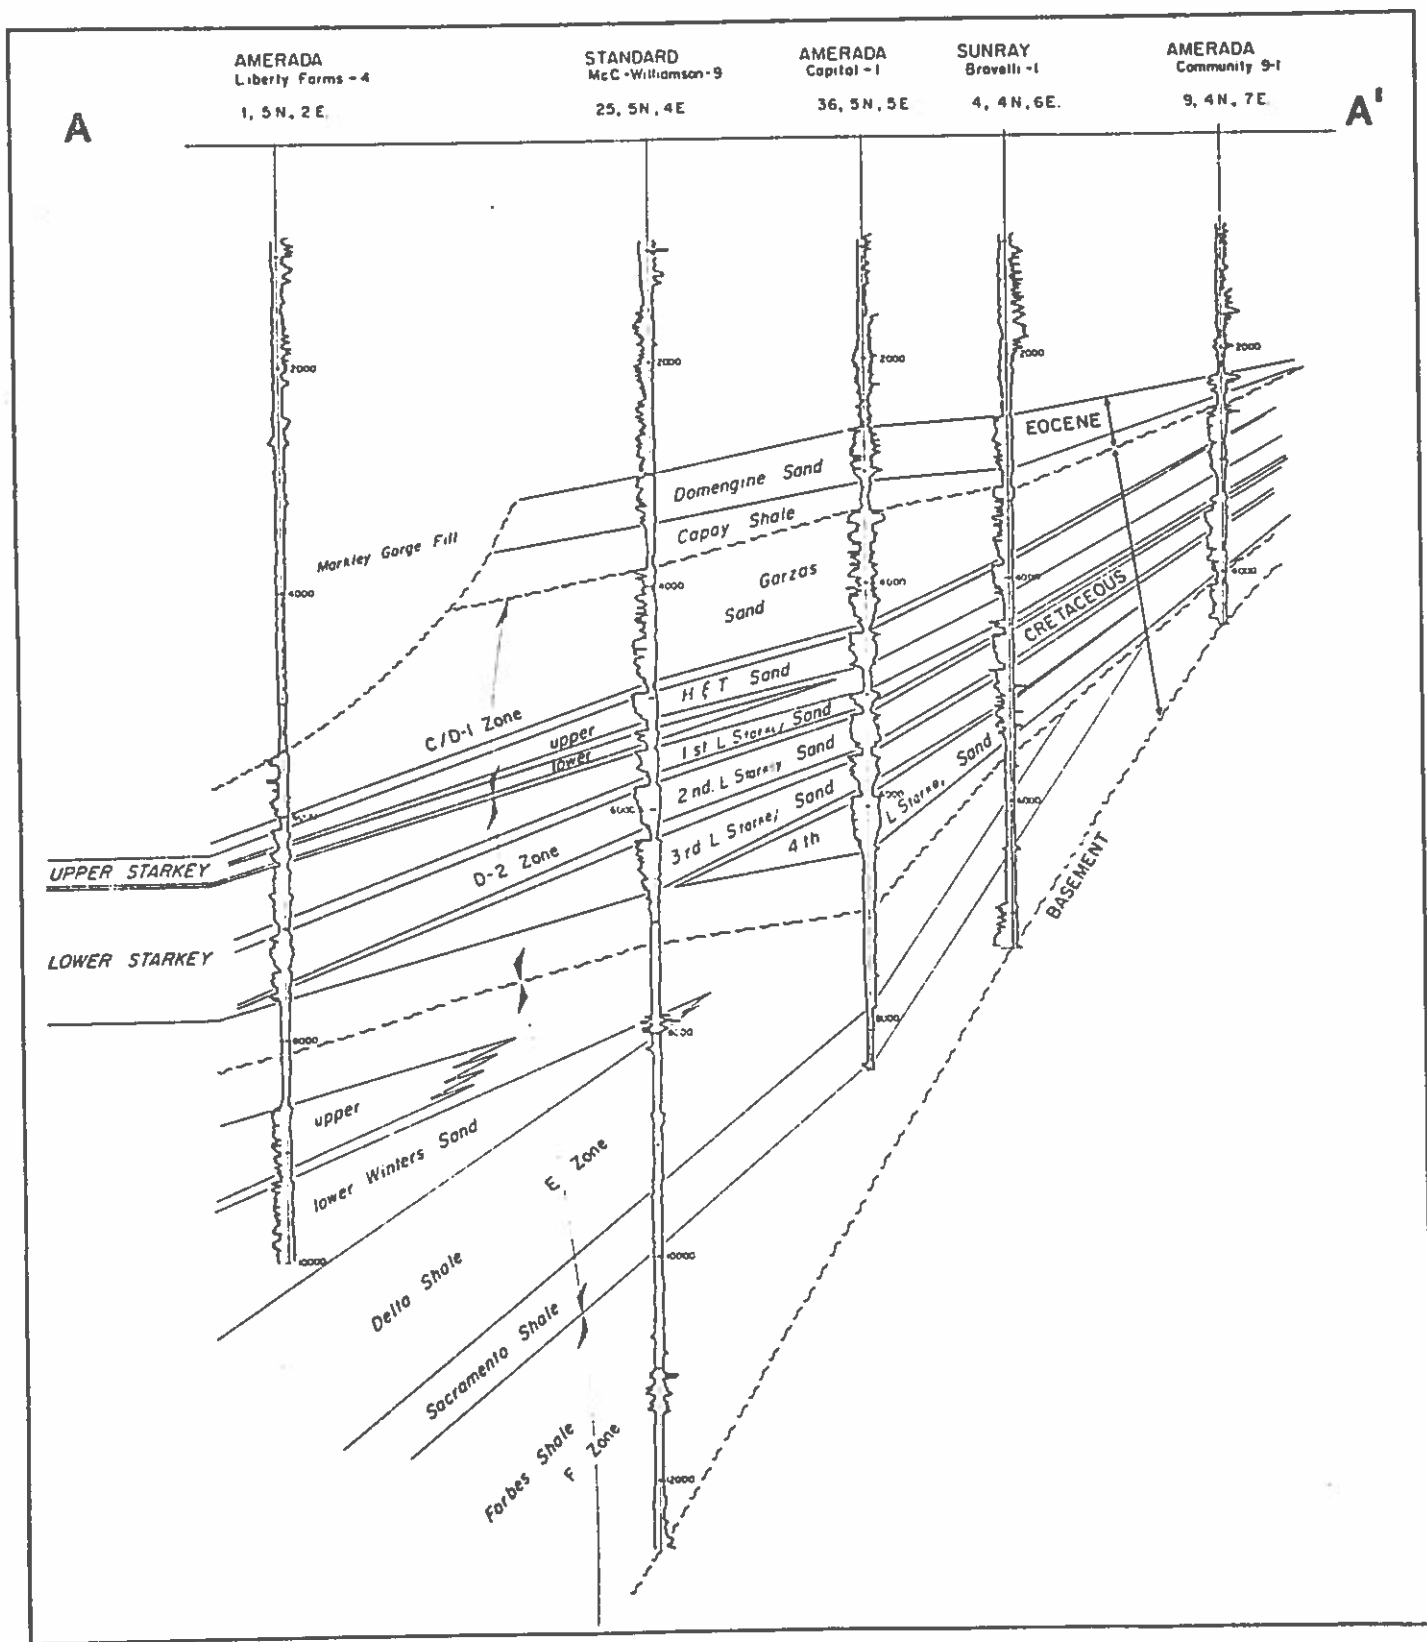 AMERADA
Liberty Farms - 4
1, 5N, 2E.
STANDARD
McC-Williamson-9
25, 5N, 4E
AMERADA
Capital - 1
36, 5N, 5E
SUNRAY
Bravelli-1
4, 4N, 6E.
AMERADA
Community 9-1
9, 4N, 7E.
A
A'
2000
2000
2000
2000
2000
EOCENE
Domengine Sand
Capay Shale
Markley Gorge Fill
4000
4000
4000
4000
4000
Garzas
Sand
CRETACEOUS
H & T Sand
C/D-1 Zone
upper
lower
1st L Starkey Sand
2nd. L Starkey Sand
3rd L Starkey Sand
4th
L Starkey Sand
6000
6000
6000
D-2 Zone
UPPER STARKEY
LOWER STARKEY
BASEMENT
8000
8000
8000
upper
lower Winters Sand
E Zone
10000
10000
Delta Shale
Sacramento Shale
Forbes Shale
F Zone
12000